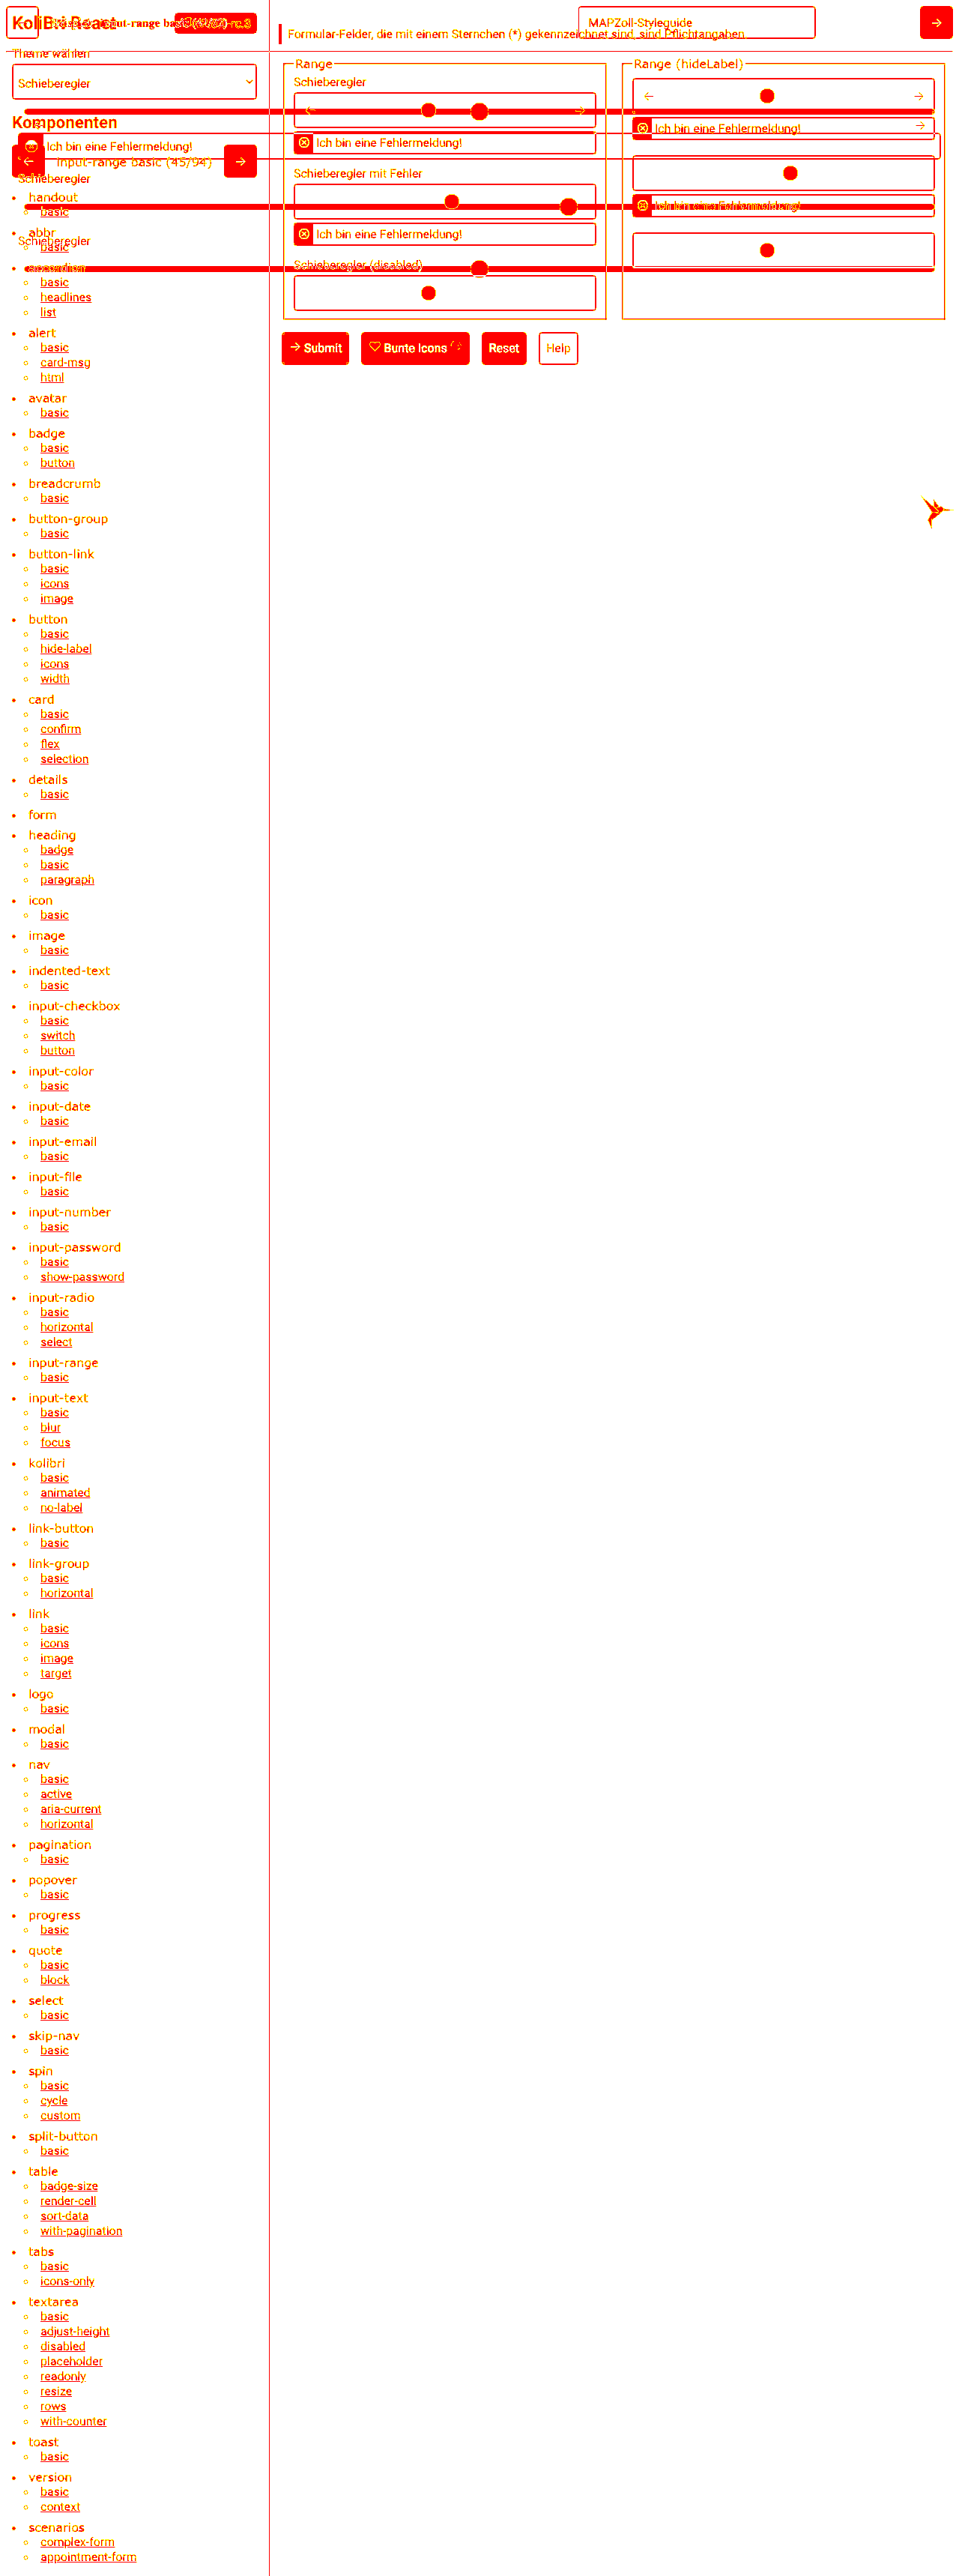 KoliBri React
MAPZoll-Styleguide
Formular-Felder, die mit einem Sternchen (*) gekennzeichnet sind, sind Pflichtangaben.
Theme wählen
Schieberegler
Komponenten
Ich bin eine Fehlermeldung!
input-range basic (45/94)
Schieberegler
Schieberegler
Range
Schieberegler
Ich bin eine Fehlermeldung!
Schieberegler mit Fehler
Ich bin eine Fehlermeldung!
Schieberegler (disabled)
Range (hideLabel)
Ich bin eine Fehlermeldung!
Ich bin eine Fehlermeldung!
Submit
Bunte Icons
Reset
Help
handout
basic
abbr
basic
accordion
basic
headlines
list
alert
basic
card-msg
html
avatar
basic
badge
basic
button
breadcrumb
basic
button-group
basic
button-link
basic
icons
image
button
basic
hide-label
icons
width
card
basic
confirm
flex
selection
details
basic
form
heading
badge
basic
paragraph
icon
basic
image
basic
indented-text
basic
input-checkbox
basic
switch
button
input-color
basic
input-date
basic
input-email
basic
input-file
basic
input-number
basic
input-password
basic
show-password
input-radio
basic
horizontal
select
input-range
basic
input-text
basic
blur
focus
kolibri
basic
animated
no-label
link-button
basic
link-group
basic
horizontal
link
basic
icons
image
target
logo
basic
modal
basic
nav
basic
active
aria-current
horizontal
pagination
basic
popover
basic
progress
basic
quote
basic
block
select
basic
skip-nav
basic
spin
basic
cycle
custom
split-button
basic
table
badge-size
render-cell
sort-data
with-pagination
tabs
basic
icons-only
textarea
basic
adjust-height
disabled
placeholder
readonly
resize
rows
with-counter
toast
basic
version
basic
context
scenarios
complex-form
appointment-form